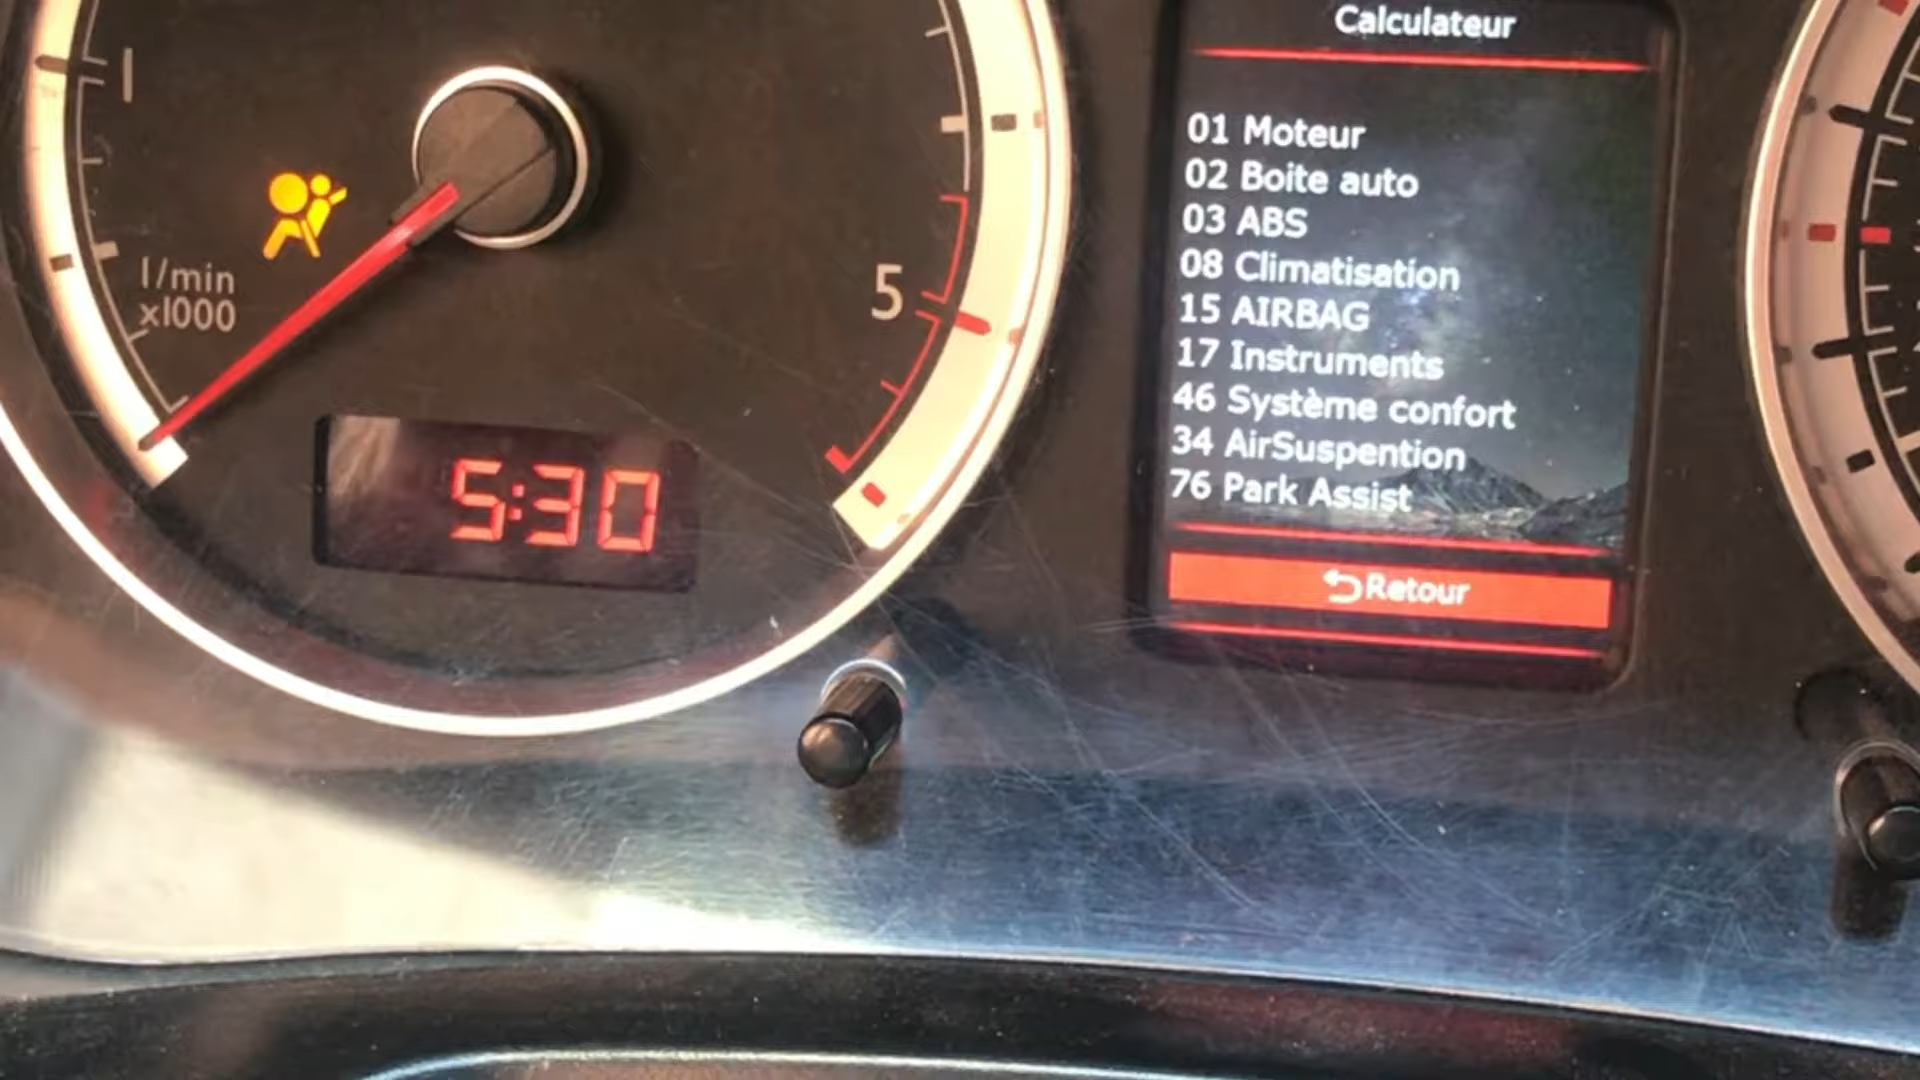 1
1/min
x1000
5
5:30
Calculateur
01 Moteur
02 Boite auto
03 ABS
08 Climatisation
15 AIRBAG
17 Instruments
46 Système confort
34 AirSuspention
76 Park Assist
Retour